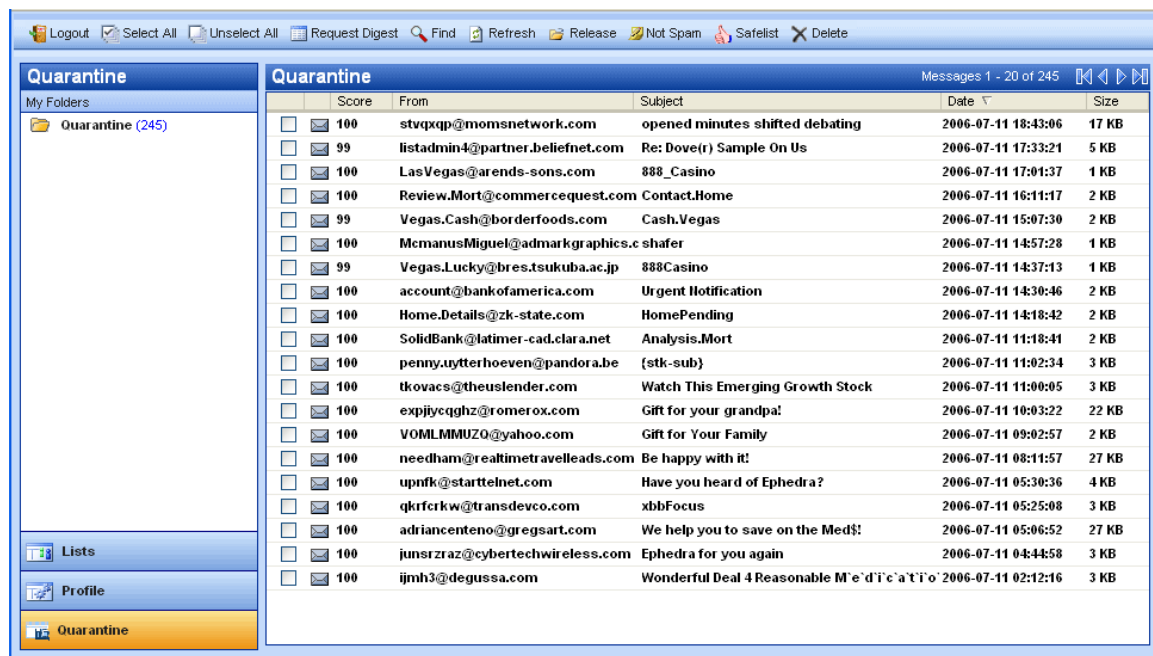 Logout Select All Unselect All Request Digest Find Refresh Release Not Spam Safelist Delete
Quarantine
My Folders
Quarantine (245)
Lists
Profile
Quarantine
Quarantine Messages 1 - 20 of 245
Score From Subject Date Size
100 stvqxqp@momsnetwork.com opened minutes shifted debating 2006-07-11 18:43:06 17 KB
99 listadmin4@partner.beliefnet.com Re: Dove(r) Sample On Us 2006-07-11 17:33:21 5 KB
100 LasVegas@arends-sons.com 888_Casino 2006-07-11 17:01:37 1 KB
100 Review.Mort@commercequest.com Contact.Home 2006-07-11 16:11:17 2 KB
99 Vegas.Cash@borderfoods.com Cash.Vegas 2006-07-11 15:07:30 2 KB
100 McmanusMiguel@admarkgraphics.c shafer 2006-07-11 14:57:28 1 KB
99 Vegas.Lucky@bres.tsukuba.ac.jp 888Casino 2006-07-11 14:37:13 1 KB
100 account@bankofamerica.com Urgent Notification 2006-07-11 14:30:46 2 KB
100 Home.Details@zk-state.com HomePending 2006-07-11 14:18:42 2 KB
100 SolidBank@latimer-cad.clara.net Analysis.Mort 2006-07-11 11:18:41 2 KB
100 penny.uytterhoeven@pandora.be {stk-sub} 2006-07-11 11:02:34 3 KB
100 tkovacs@theuslender.com Watch This Emerging Growth Stock 2006-07-11 11:00:05 3 KB
100 expjiycqghz@romerox.com Gift for your grandpa! 2006-07-11 10:03:22 22 KB
100 VOMLMMUZQ@yahoo.com Gift for Your Family 2006-07-11 09:02:57 2 KB
100 needham@realtimetravelleads.com Be happy with it! 2006-07-11 08:11:57 27 KB
100 upnfk@starttelnet.com Have you heard of Ephedra? 2006-07-11 05:30:36 4 KB
100 qkrfcrkw@transdevco.com xbbFocus 2006-07-11 05:25:08 3 KB
100 adriancenteno@gregsart.com We help you to save on the Med$! 2006-07-11 05:06:52 27 KB
100 junsrzraz@cybertechwireless.com Ephedra for you again 2006-07-11 04:44:58 3 KB
100 ijmh3@degussa.com Wonderful Deal 4 Reasonable M`e`d`i`c`a`t`i`o` 2006-07-11 02:12:16 3 KB